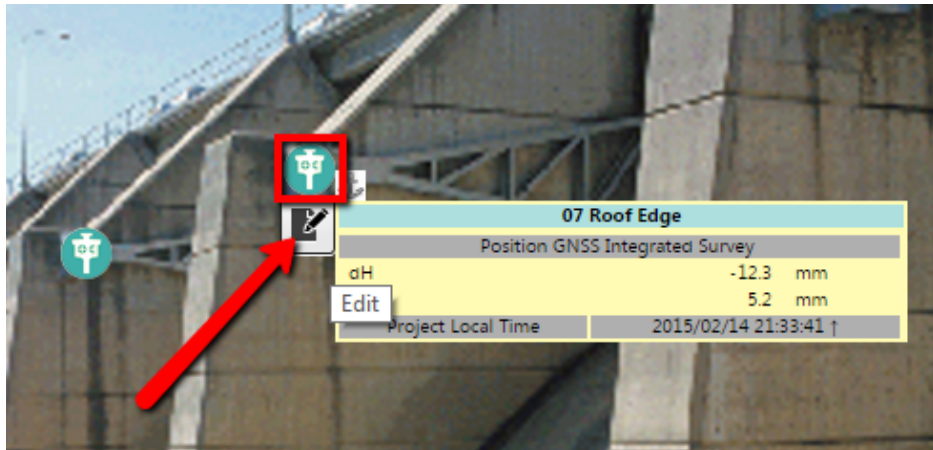 07 Roof Edge
Position GNSS Integrated Survey
dH -12.3 mm
5.2 mm
Edit
Project Local Time 2015/02/14 21:33:41 ↑